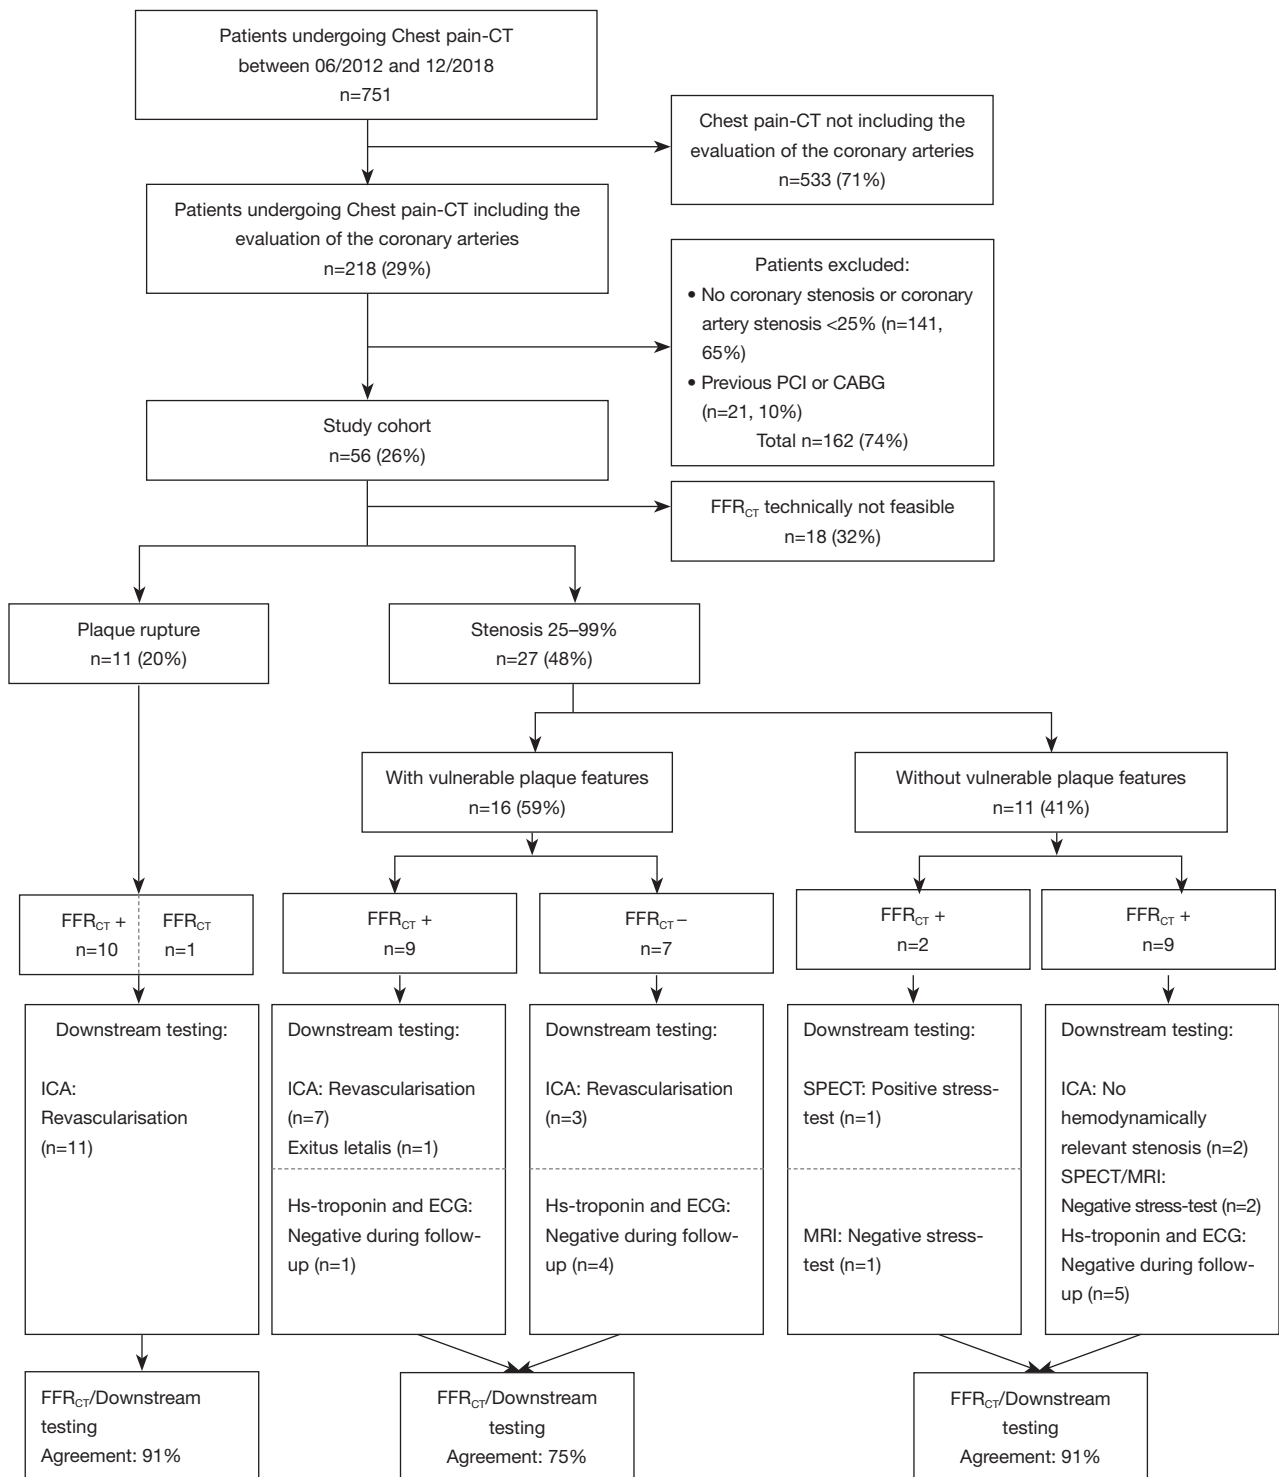 Patients undergoing Chest pain-CT
between 06/2012 and 12/2018
n=751
Chest pain-CT not including the
evaluation of the coronary arteries
n=533 (71%)
Patients undergoing Chest pain-CT including the
evaluation of the coronary arteries
n=218 (29%)
Patients excluded:
• No coronary stenosis or coronary
artery stenosis <25% (n=141,
65%)
• Previous PCI or CABG
(n=21, 10%)
Total n=162 (74%)
Study cohort
n=56 (26%)
FFRCT technically not feasible
n=18 (32%)
Plaque rupture
n=11 (20%)
Stenosis 25–99%
n=27 (48%)
With vulnerable plaque features
n=16 (59%)
Without vulnerable plaque features
n=11 (41%)
FFRCT +
n=10
FFRCT
n=1
FFRCT +
n=9
FFRCT –
n=7
FFRCT +
n=2
FFRCT +
n=9
Downstream testing:
ICA:
Revascularisation
(n=11)
Downstream testing:
ICA: Revascularisation
(n=7)
Exitus letalis (n=1)
Hs-troponin and ECG:
Negative during follow-
up (n=1)
Downstream testing:
ICA: Revascularisation
(n=3)
Hs-troponin and ECG:
Negative during follow-
up (n=4)
Downstream testing:
SPECT: Positive stress-
test (n=1)
MRI: Negative stress-
test (n=1)
Downstream testing:
ICA: No
hemodynamically
relevant stenosis (n=2)
SPECT/MRI:
Negative stress-test (n=2)
Hs-troponin and ECG:
Negative during follow-
up (n=5)
FFRCT/Downstream
testing
Agreement: 91%
FFRCT/Downstream
testing
Agreement: 75%
FFRCT/Downstream
testing
Agreement: 91%